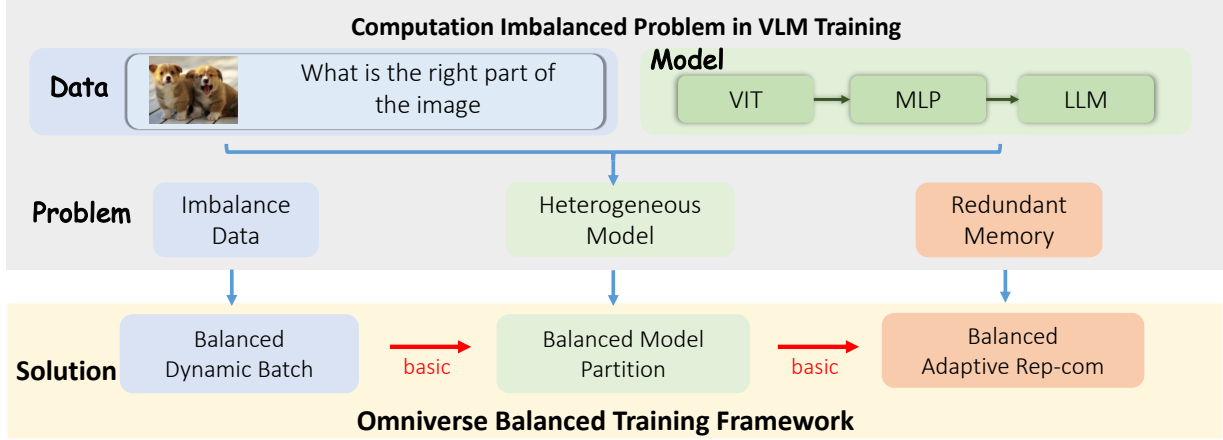 Computation Imbalanced Problem in VLM Training
Data
What is the right part of
the image
Model
VIT
MLP
LLM
Problem
Imbalance
Data
Heterogeneous
Model
Redundant
Memory
Solution
Balanced
Dynamic Batch
basic
Balanced Model
Partition
basic
Balanced
Adaptive Rep-com
Omniverse Balanced Training Framework